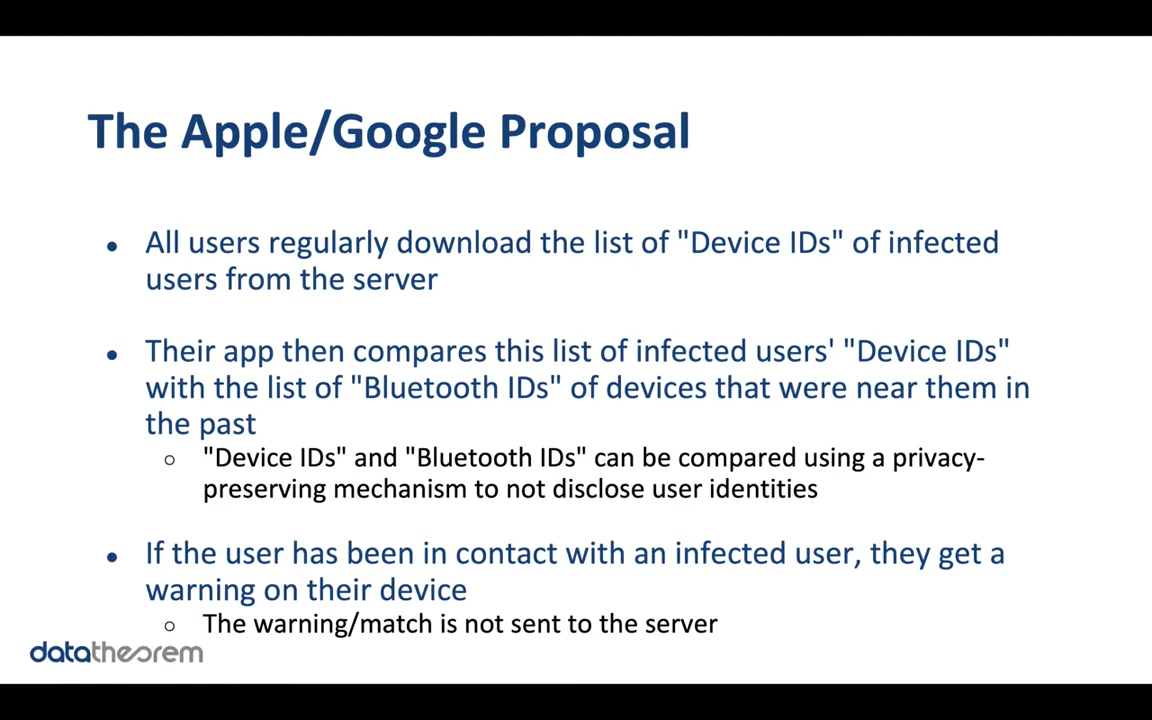 The Apple/Google Proposal
● All users regularly download the list of "Device IDs" of infected
users from the server
● Their app then compares this list of infected users' "Device IDs"
with the list of "Bluetooth IDs" of devices that were near them in
the past
○ "Device IDs" and "Bluetooth IDs" can be compared using a privacy-
preserving mechanism to not disclose user identities
● If the user has been in contact with an infected user, they get a
warning on their device
○ The warning/match is not sent to the server
datatheorem